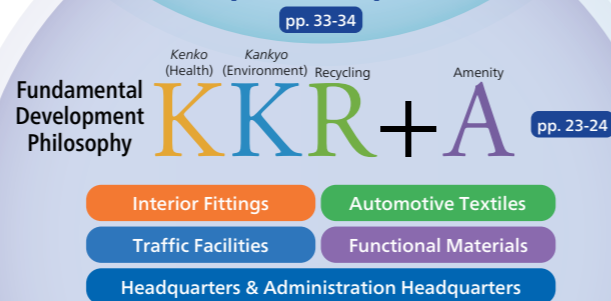 pp. 33-34
Kenko
(Health)
Kankyo
(Environment)
Recycling
Amenity
Fundamental
Development
Philosophy
KKR+A
pp. 23-24
Interior Fittings
Automotive Textiles
Traffic Facilities
Functional Materials
Headquarters & Administration Headquarters